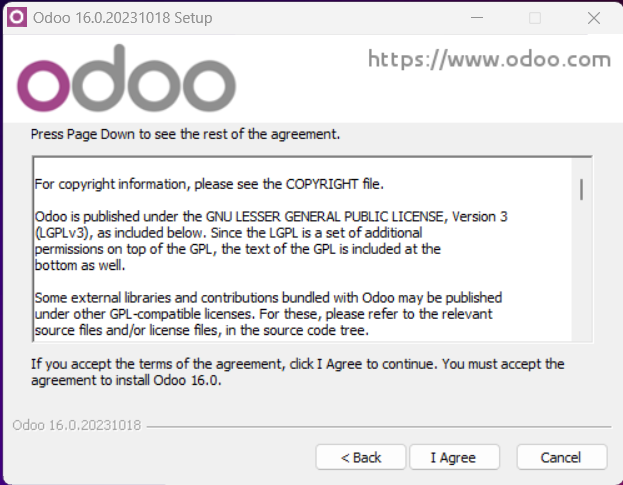 Odoo 16.0.20231018 Setup
odoo
https://www.odoo.com
Press Page Down to see the rest of the agreement.
For copyright information, please see the COPYRIGHT file.
Odoo is published under the GNU LESSER GENERAL PUBLIC LICENSE, Version 3
(LGPLv3), as included below. Since the LGPL is a set of additional
permissions on top of the GPL, the text of the GPL is included at the
bottom as well.
Some external libraries and contributions bundled with Odoo may be published
under other GPL-compatible licenses. For these, please refer to the relevant
source files and/or license files, in the source code tree.
If you accept the terms of the agreement, click I Agree to continue. You must accept the
agreement to install Odoo 16.0.
Odoo 16.0.20231018
< Back I Agree Cancel